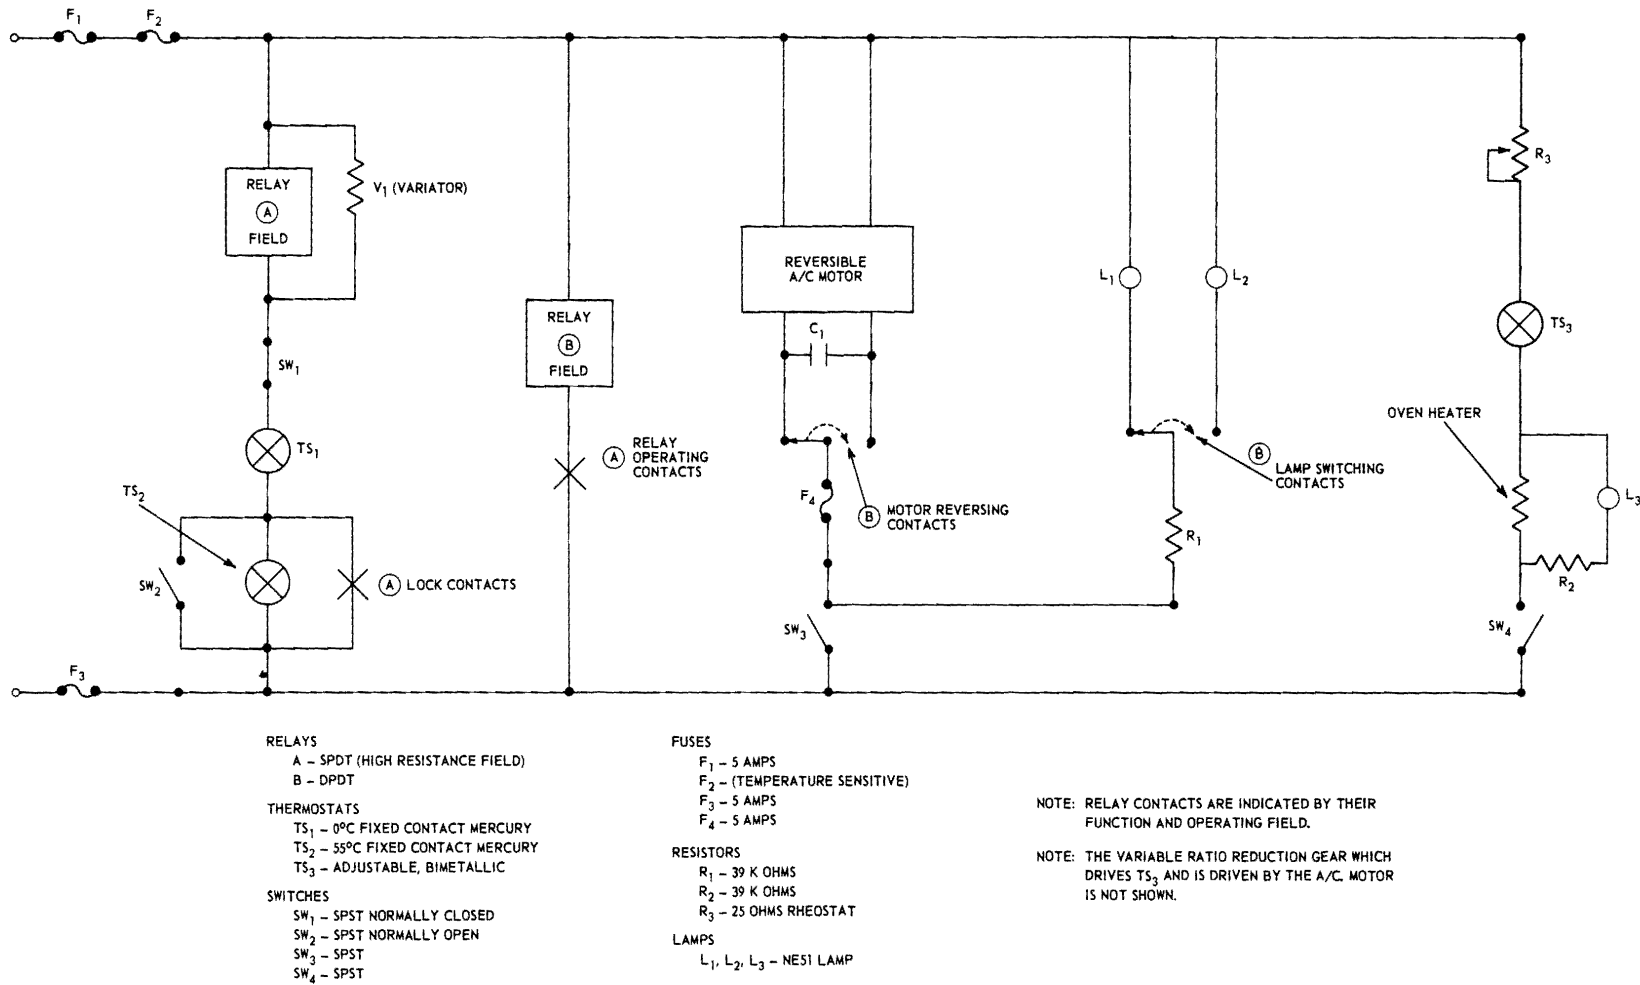 F1
F2
RELAY
A
FIELD
V1 (VARIATOR)
SW1
TS1
TS2
SW2
A LOCK CONTACTS
F3
RELAY
B
FIELD
A
RELAY
OPERATING
CONTACTS
REVERSIBLE
A/C MOTOR
C1
F4
B
MOTOR REVERSING
CONTACTS
SW3
L1
L2
B
LAMP SWITCHING
CONTACTS
R1
R3
TS3
OVEN HEATER
L3
R2
SW4
RELAYS
A – SPDT (HIGH RESISTANCE FIELD)
B – DPDT
THERMOSTATS
TS1 – 0°C FIXED CONTACT MERCURY
TS2 – 55°C FIXED CONTACT MERCURY
TS3 – ADJUSTABLE, BIMETALLIC
SWITCHES
SW1 – SPST NORMALLY CLOSED
SW2 – SPST NORMALLY OPEN
SW3 – SPST
SW4 – SPST
FUSES
F1 – 5 AMPS
F2 – (TEMPERATURE SENSITIVE)
F3 – 5 AMPS
F4 – 5 AMPS
RESISTORS
R1 – 39 K OHMS
R2 – 39 K OHMS
R3 – 25 OHMS RHEOSTAT
LAMPS
L1, L2, L3 – NE51 LAMP
NOTE: RELAY CONTACTS ARE INDICATED BY THEIR
FUNCTION AND OPERATING FIELD.
NOTE: THE VARIABLE RATIO REDUCTION GEAR WHICH
DRIVES TS3 AND IS DRIVEN BY THE A/C. MOTOR
IS NOT SHOWN.